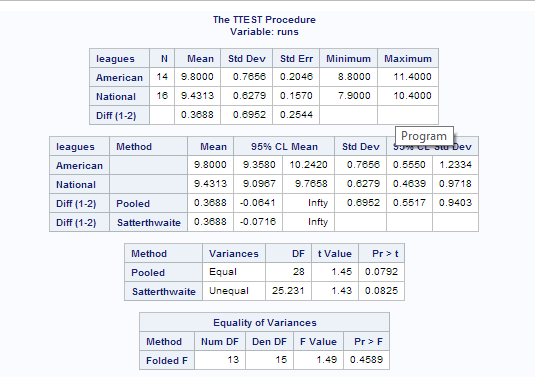 The TTEST Procedure
Variable: runs
leagues N Mean Std Dev Std Err Minimum Maximum
American 14 9.8000 0.7656 0.2046 8.8000 11.4000
National 16 9.4313 0.6279 0.1570 7.9000 10.4000
Diff (1-2) 0.3688 0.6952 0.2544
Program
leagues Method Mean 95% CL Mean Std Dev 95% CL Std Dev
American 9.8000 9.3580 10.2420 0.7656 0.5550 1.2334
National 9.4313 9.0967 9.7658 0.6279 0.4639 0.9718
Diff (1-2) Pooled 0.3688 -0.0641 Infty 0.6952 0.5517 0.9403
Diff (1-2) Satterthwaite 0.3688 -0.0716 Infty
Method Variances DF t Value Pr > t
Pooled Equal 28 1.45 0.0792
Satterthwaite Unequal 25.231 1.43 0.0825
Equality of Variances
Method Num DF Den DF F Value Pr > F
Folded F 13 15 1.49 0.4589